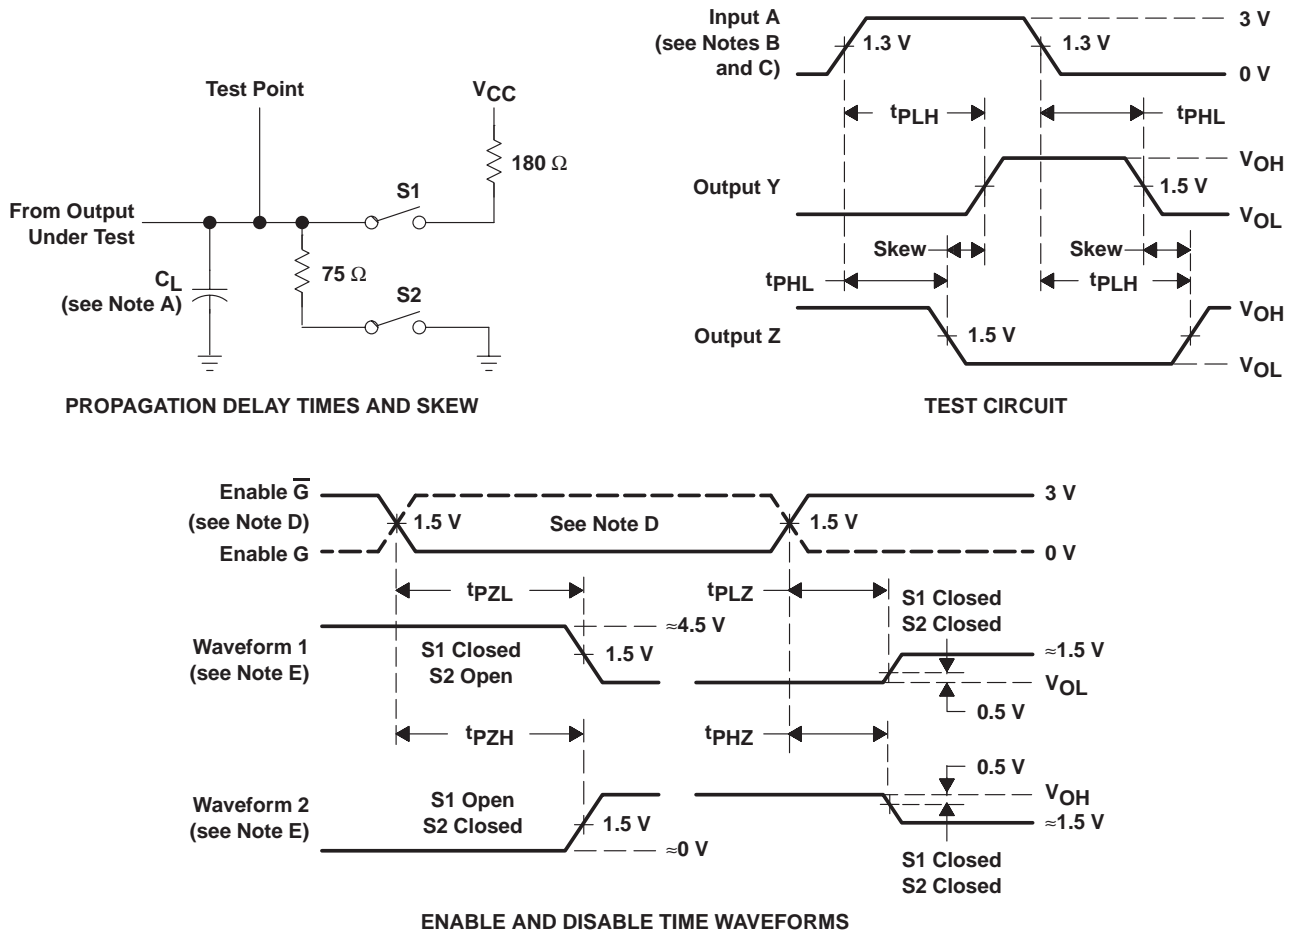 Test Point
VCC
180 Ω
S1
From Output
Under Test
CL
(see Note A)
75 Ω
S2
PROPAGATION DELAY TIMES AND SKEW
Input A
(see Notes B
and C)
1.3 V
1.3 V
3 V
0 V
tPLH
tPHL
Output Y
1.5 V
VOH
VOL
Skew
Skew
tPHL
tPLH
Output Z
1.5 V
VOH
VOL
TEST CIRCUIT
Enable G̅
(see Note D)
Enable G
1.5 V
See Note D
1.5 V
3 V
0 V
tPZL
tPLZ
S1 Closed
S2 Closed
Waveform 1
(see Note E)
S1 Closed
S2 Open
≈4.5 V
1.5 V
≈1.5 V
VOL
0.5 V
tPZH
tPHZ
0.5 V
Waveform 2
(see Note E)
S1 Open
S2 Closed
1.5 V
≈0 V
VOH
≈1.5 V
S1 Closed
S2 Closed
ENABLE AND DISABLE TIME WAVEFORMS